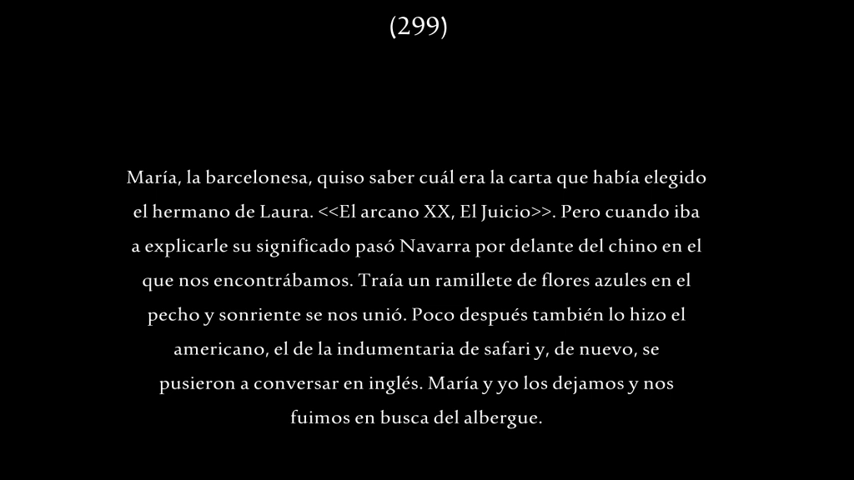 (299)
María, la barcelonesa, quiso saber cuál era la carta que había elegido
el hermano de Laura. <<El arcano XX, El Juicio>>. Pero cuando iba
a explicarle su significado pasó Navarra por delante del chino en el
que nos encontrábamos. Traía un ramillete de flores azules en el
pecho y sonriente se nos unió. Poco después también lo hizo el
americano, el de la indumentaria de safari y, de nuevo, se
pusieron a conversar en inglés. María y yo los dejamos y nos
fuimos en busca del albergue.